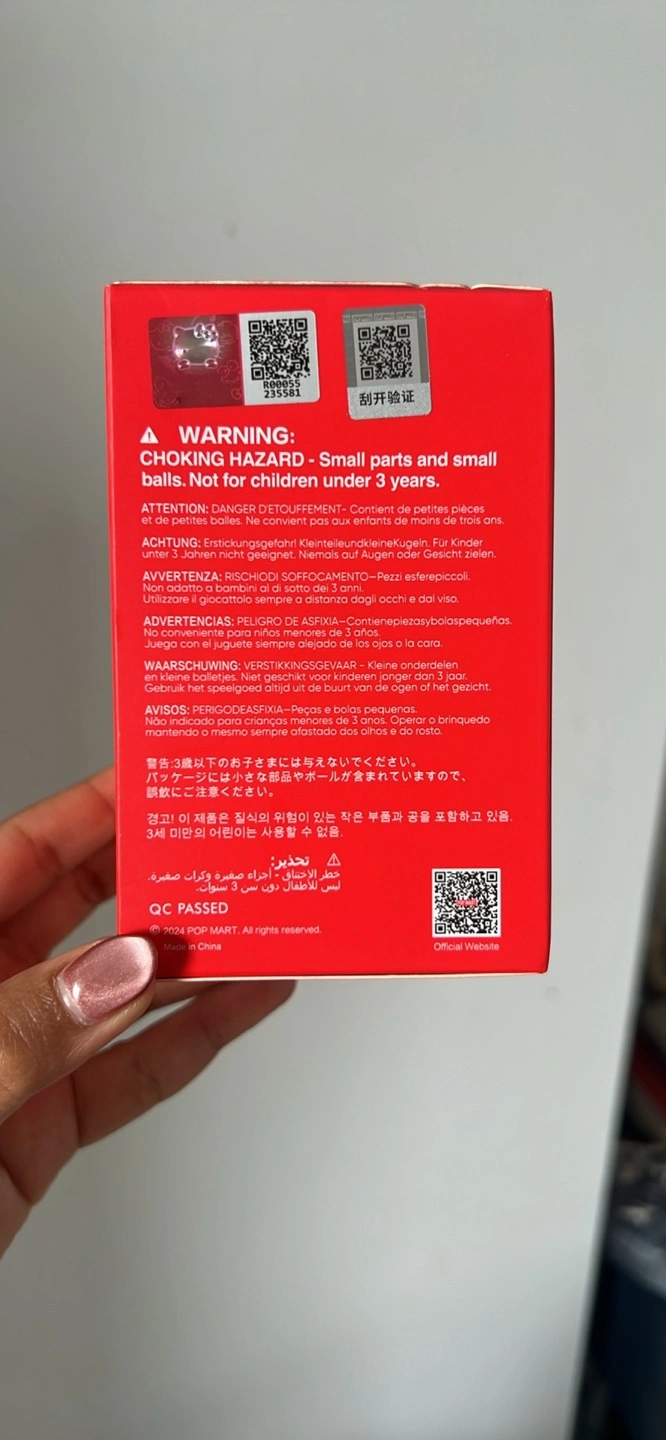 R00055
235581
刮开验证
WARNING:
CHOKING HAZARD - Small parts and small
balls. Not for children under 3 years.
ATTENTION: DANGER D'ETOUFFEMENT- Contient de petites pièces
et de petites balles. Ne convient pas aux enfants de moins de trois ans.
ACHTUNG: Erstickungsgefahr! KleinteileundkleineKugeln. Für Kinder
unter 3 Jahren nicht geeignet. Niemals auf Augen oder Gesicht zielen.
AVVERTENZA: RISCHIODI SOFFOCAMENTO—Pezzi esferepiccoli.
Non adatto a bambini al di sotto dei 3 anni.
Utilizzare il giocattolo sempre a distanza dagli occhi e dal viso.
ADVERTENCIAS: PELIGRO DE ASFIXIA—Contienepiezasybolaspequeñas.
No conveniente para niños menores de 3 años.
Juega con el juguete siempre alejado de los ojos o la cara.
WAARSCHUWING: VERSTIKKINGSGEVAAR - Kleine onderdelen
en kleine balletjes. Niet geschikt voor kinderen jonger dan 3 jaar.
Gebruik het speelgoed altijd uit de buurt van de ogen of het gezicht.
AVISOS: PERIGODEASFIXIA—Peças e bolas pequenas.
Não indicado para crianças menores de 3 anos. Operar o brinquedo
mantendo o mesmo sempre afastado dos olhos e do rosto.
警告:3歳以下のお子さまには与えないでください。
パッケージには小さな部品やボールが含まれていますので、
誤飲にご注意ください。
경고! 이 제품은 질식의 위험이 있는 작은 부품과 공을 포함하고 있음.
3세 미만의 어린이는 사용할 수 없음.
تحذير:
خطر الاختناق - أجزاء صغيرة وكرات صغيرة.
ليس للأطفال دون سن 3 سنوات.
QC PASSED
© 2024 POP MART. All rights reserved.
Made in China
Official Website